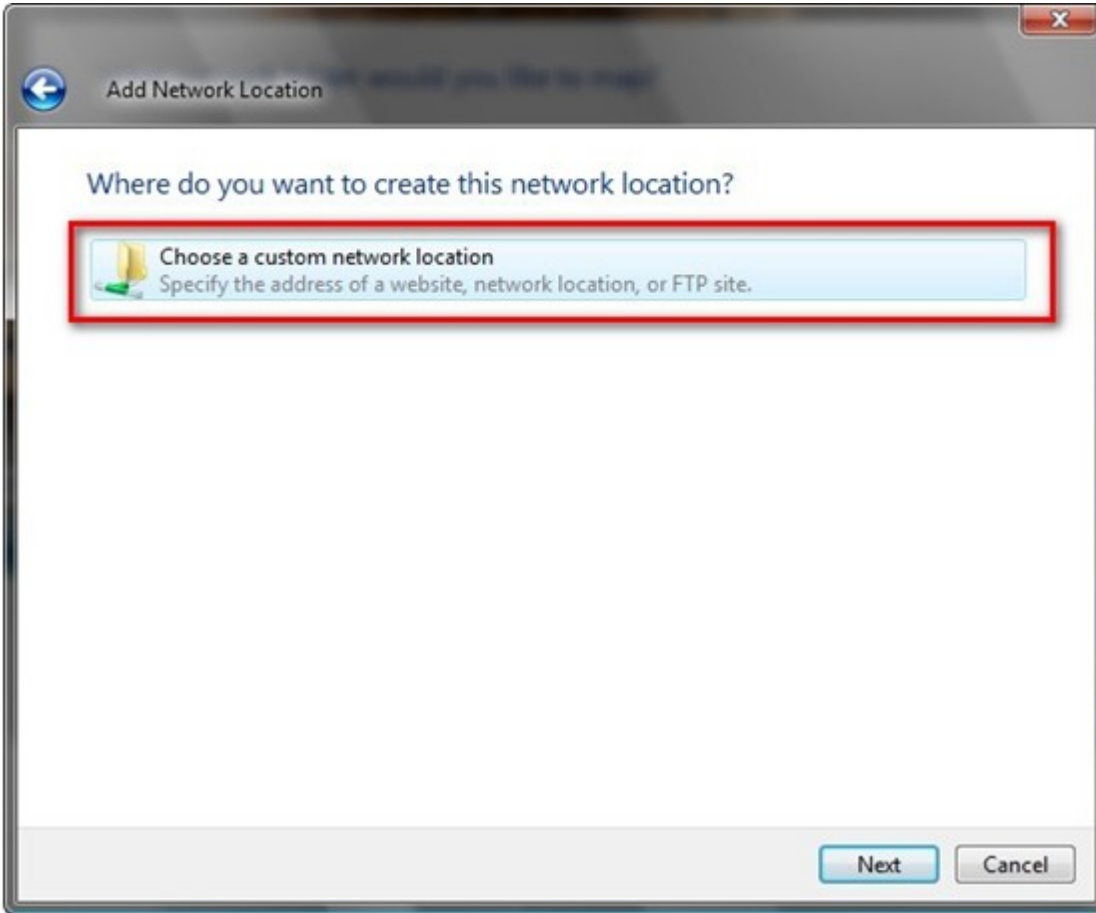 Add Network Location
Where do you want to create this network location?
Choose a custom network location
Specify the address of a website, network location, or FTP site.
Next
Cancel